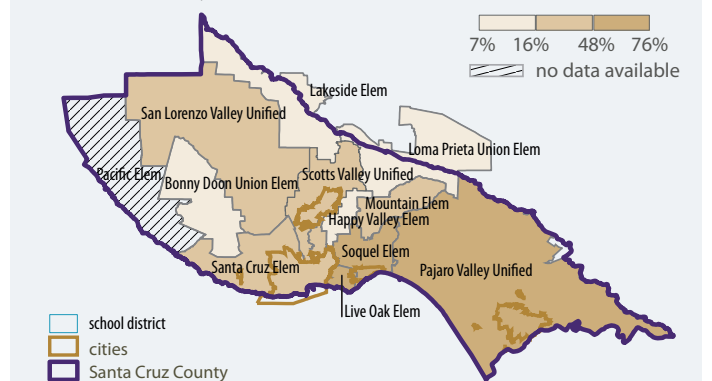 7% 16% 48% 76%
no data available
Lakeside Elem
San Lorenzo Valley Unified
Loma Prieta Union Elem
Pacific Elem
Bonny Doon Union Elem
Scotts Valley Unified
Mountain Elem
Happy Valley Elem
Soquel Elem
Santa Cruz Elem
Pajaro Valley Unified
Live Oak Elem
school district
cities
Santa Cruz County